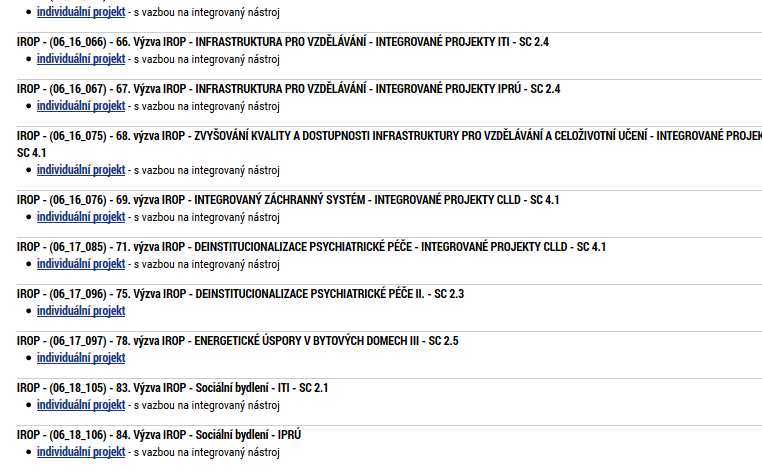 individuální projekt - s vazbou na integrovaný nástroj
IROP - (06_16_066) - 66. Výzva IROP - INFRASTRUKTURA PRO VZDĚLÁVÁNÍ - INTEGROVANÉ PROJEKTY ITI - SC 2.4
individuální projekt - s vazbou na integrovaný nástroj
IROP - (06_16_067) - 67. Výzva IROP - INFRASTRUKTURA PRO VZDĚLÁVÁNÍ - INTEGROVANÉ PROJEKTY IPRÚ - SC 2.4
individuální projekt - s vazbou na integrovaný nástroj
IROP - (06_16_075) - 68. výzva IROP - ZVYŠOVÁNÍ KVALITY A DOSTUPNOSTI INFRASTRUKTURY PRO VZDĚLÁVÁNÍ A CELOŽIVOTNÍ UČENÍ - INTEGROVANÉ PROJEK
SC 4.1
individuální projekt - s vazbou na integrovaný nástroj
IROP - (06_16_076) - 69. výzva IROP - INTEGROVANÝ ZÁCHRANNÝ SYSTÉM - INTEGROVANÉ PROJEKTY CLLD - SC 4.1
individuální projekt - s vazbou na integrovaný nástroj
IROP - (06_17_085) - 71. výzva IROP - DEINSTITUCIONALIZACE PSYCHIATRICKÉ PÉČE - INTEGROVANÉ PROJEKTY CLLD - SC 4.1
individuální projekt - s vazbou na integrovaný nástroj
IROP - (06_17_096) - 75. Výzva IROP - DEINSTITUCIONALIZACE PSYCHIATRICKÉ PÉČE II. - SC 2.3
individuální projekt
IROP - (06_17_097) - 78. výzva IROP - ENERGETICKÉ ÚSPORY V BYTOVÝCH DOMECH III - SC 2.5
individuální projekt
IROP - (06_18_105) - 83. Výzva IROP - Sociální bydlení - ITI - SC 2.1
individuální projekt - s vazbou na integrovaný nástroj
IROP - (06_18_106) - 84. Výzva IROP - Sociální bydlení - IPRÚ
individuální projekt - s vazbou na integrovaný nástroj